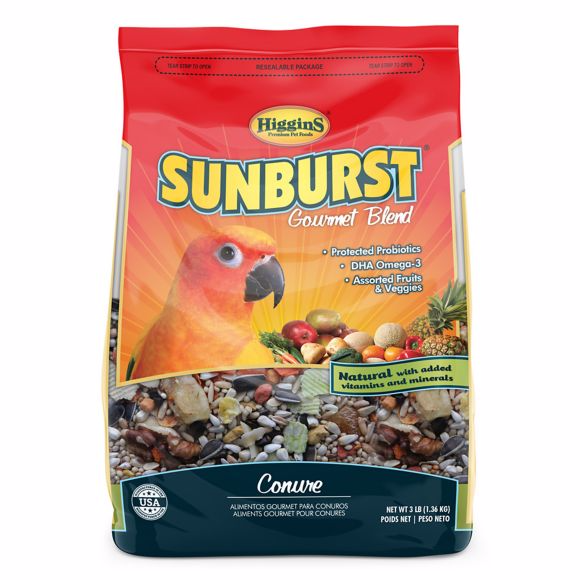 TEAR STRIP TO OPEN
RESEALABLE PACKAGE
TEAR STRIP TO OPEN
HigginS
Premium Pet Foods
SUNBURST®
Gourmet Blend
• Protected Probiotics
• DHA Omega-3
• Assorted Fruits
& Veggies
Natural with added
vitamins and minerals
Conure
USA
ALIMENTOS GOURMET PARA CONUROS
ALIMENTS GOURMET POUR CONURES
NET WT 3 LB (1.36 KG)
POIDS NET | PESO NETO